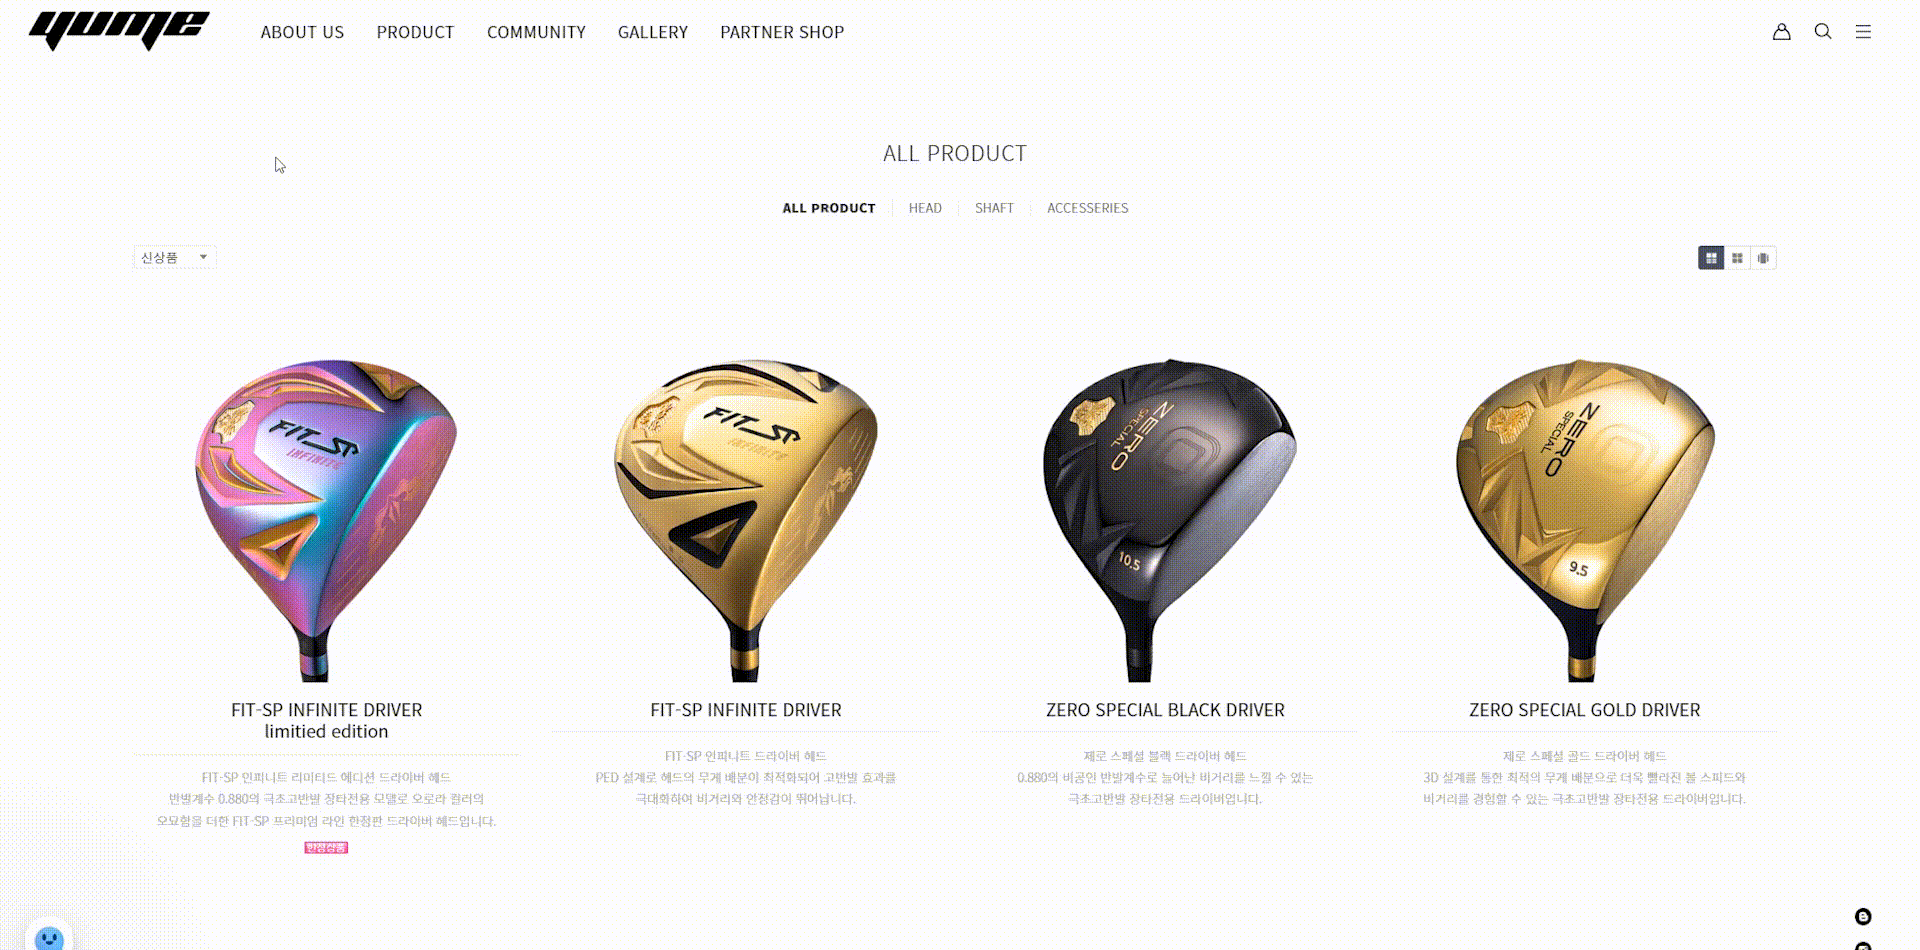 yume
ABOUT US PRODUCT COMMUNITY GALLERY PARTNER SHOP
ALL PRODUCT
ALL PRODUCT HEAD SHAFT ACCESSERIES
신상품
FIT-SP
INFINITE
FIT-SP
INFINITE
ZERO
SPECIAL
10.5
ZERO
SPECIAL
9.5
FIT-SP INFINITE DRIVER
limitied edition
FIT-SP 인피니트 리미티드 에디션 드라이버 헤드
반발계수 0.880의 극초고반발 장타전용 모델로 오로라 컬러의
오묘함을 더한 FIT-SP 프리미엄 라인 한정판 드라이버 헤드입니다.
한정상품
FIT-SP INFINITE DRIVER
FIT-SP 인피니트 드라이버 헤드
PED 설계로 헤드의 무게 배분이 최적화되어 고반발 효과를
극대화하여 비거리와 안정감이 뛰어납니다.
ZERO SPECIAL BLACK DRIVER
제로 스페셜 블랙 드라이버 헤드
0.880의 비공인 반발계수로 늘어난 비거리를 느낄 수 있는
극초고반발 장타전용 드라이버입니다.
ZERO SPECIAL GOLD DRIVER
제로 스페셜 골드 드라이버 헤드
3D 설계를 통한 최적의 무게 배분으로 더욱 빨라진 볼 스피드와
비거리를 경험할 수 있는 극초고반발 장타전용 드라이버입니다.